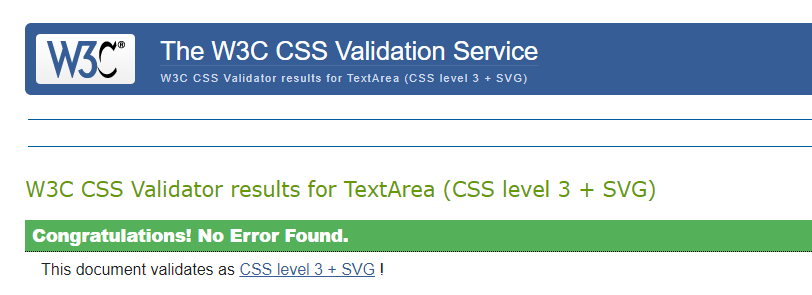 W3C®
The W3C CSS Validation Service
W3C CSS Validator results for TextArea (CSS level 3 + SVG)
W3C CSS Validator results for TextArea (CSS level 3 + SVG)
Congratulations! No Error Found.
This document validates as CSS level 3 + SVG !